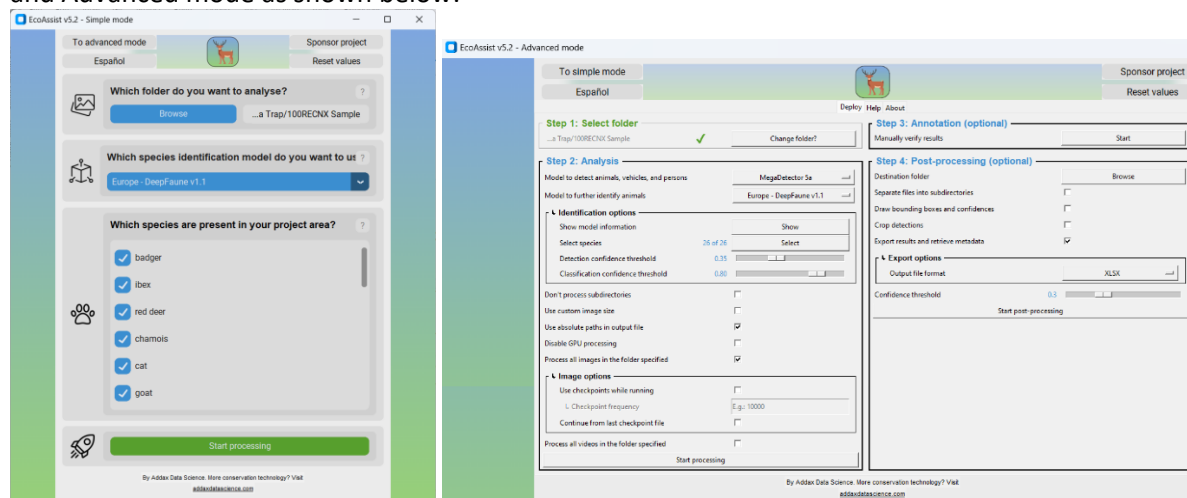 and Advanced mode as shown below.
EcoAssist v5.2 - Simple mode
To advanced mode
Sponsor project
Español
Reset values
Which folder do you want to analyse?
?
Browse
...a Trap/100RECNX Sample
Which species identification model do you want to us
?
Europe - DeepFaune v1.1
Which species are present in your project area?
?
badger
ibex
red deer
chamois
cat
goat
Start processing
By Addax Data Science. More conservation technology? Visit
addaxdatascience.com
EcoAssist v5.2 - Advanced mode
To simple mode
Sponsor project
Español
Reset values
Deploy Help About
Step 1: Select folder
...a Trap/100RECNX Sample
Change folder?
Step 2: Analysis
Model to detect animals, vehicles, and persons
MegaDetector 5a
Model to further identify animals
Europe - DeepFaune v1.1
Identification options
Show model information
Show
Select species
26 of 26
Select
Detection confidence threshold
0.35
Classification confidence threshold
0.80
Don't process subdirectories
Use custom image size
Use absolute paths in output file
Disable GPU processing
Process all images in the folder specified
Image options
Use checkpoints while running
Checkpoint frequency
E.g.: 10000
Continue from last checkpoint file
Process all videos in the folder specified
Start processing
Step 3: Annotation (optional)
Manually verify results
Start
Step 4: Post-processing (optional)
Destination folder
Browse
Separate files into subdirectories
Draw bounding boxes and confidences
Crop detections
Export results and retrieve metadata
Export options
Output file format
XLSX
Confidence threshold
0.3
Start post-processing
By Addax Data Science. More conservation technology? Visit
addaxdatascience.com